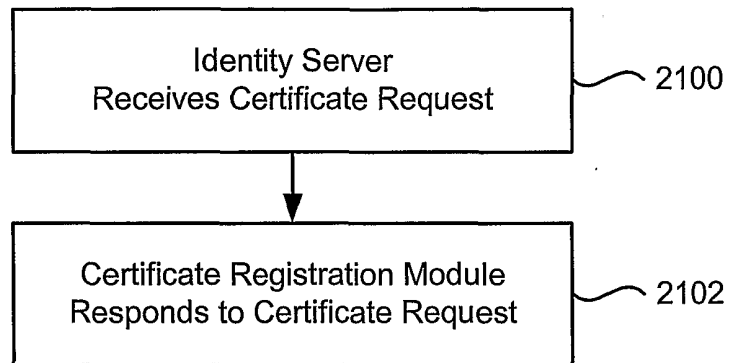 Identity Server
Receives Certificate Request
2100
Certificate Registration Module
Responds to Certificate Request
2102